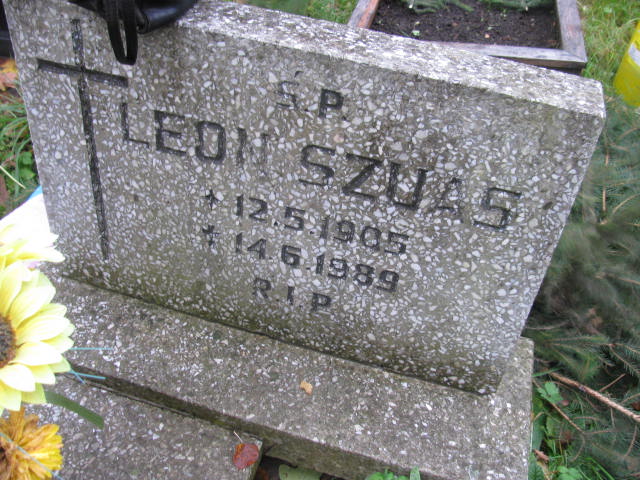 Ś.P.
LEON SZUAS
* 12.5.1905
† 14.6.1989
R.I.P.